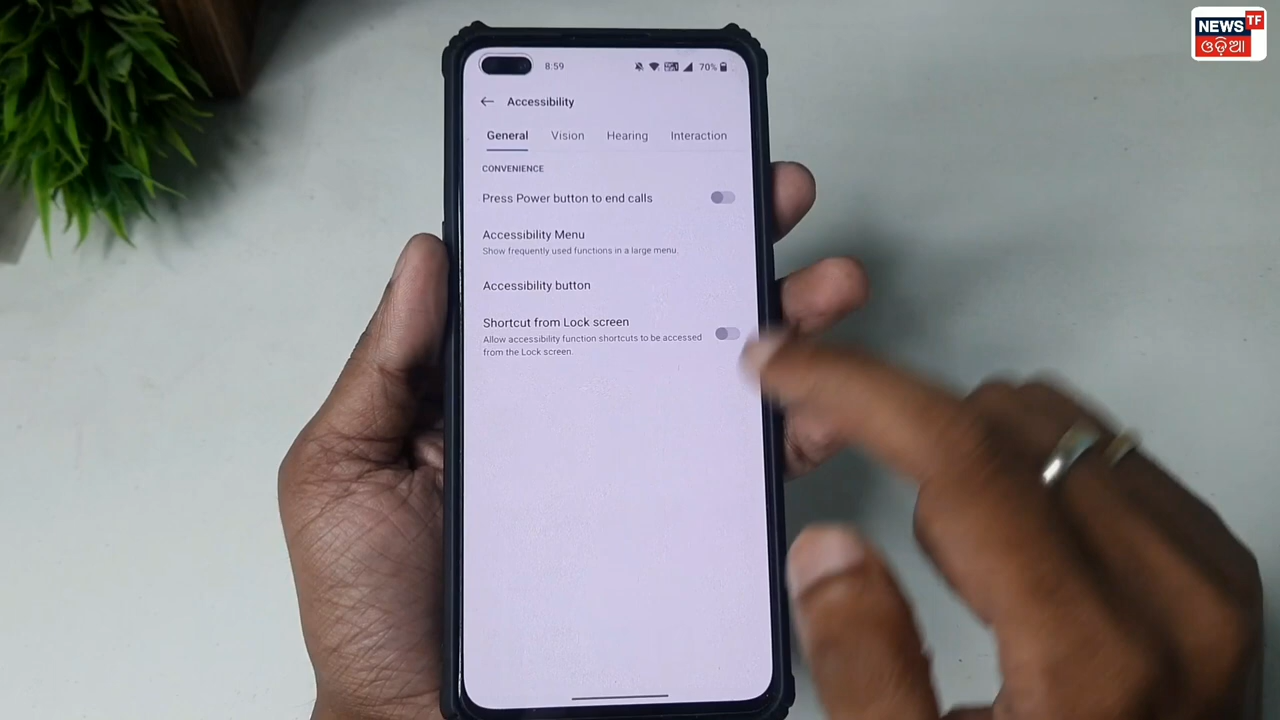 NEWS TF
ଓଡ଼ିଆ
8:59
70%
Accessibility
General Vision Hearing Interaction
CONVENIENCE
Press Power button to end calls
Accessibility Menu
Show frequently used functions in a large menu.
Accessibility button
Shortcut from Lock screen
Allow accessibility function shortcuts to be accessed
from the Lock screen.